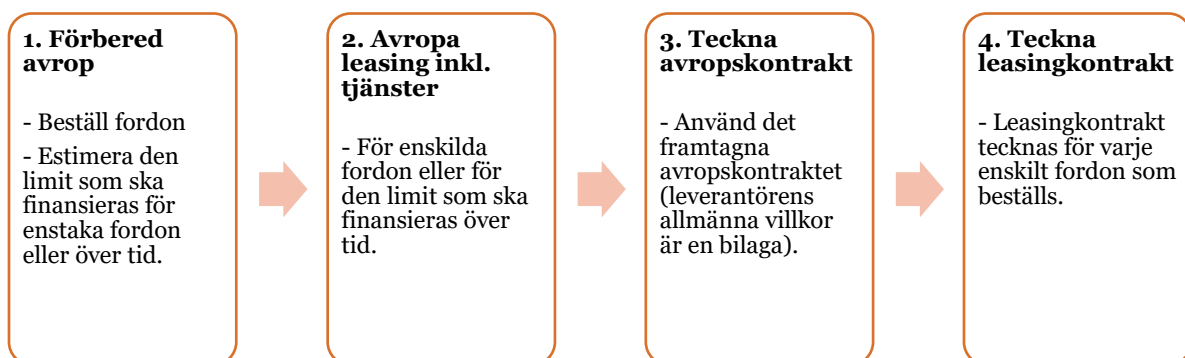 1. Förbered
avrop
- Beställ fordon
- Estimera den
limit som ska
finansieras för
enstaka fordon
eller över tid.
2. Avropa
leasing inkl.
tjänster
- För enskilda
fordon eller för
den limit som ska
finansieras över
tid.
3. Teckna
avropskontrakt
- Använd det
framtagna
avropskontraktet
(leverantörens
allmänna villkor
är en bilaga).
4. Teckna
leasingkontrakt
- Leasingkontrakt
tecknas för varje
enskilt fordon som
beställs.